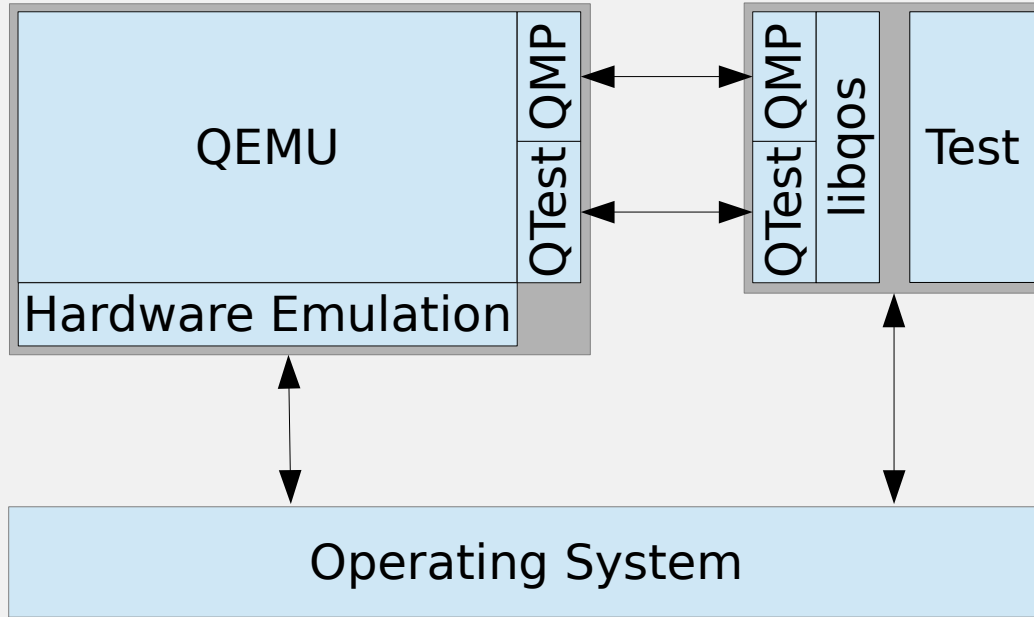 QEMU
QMP
QTest
Hardware Emulation
QMP
QTest
libqos
Test
Operating System